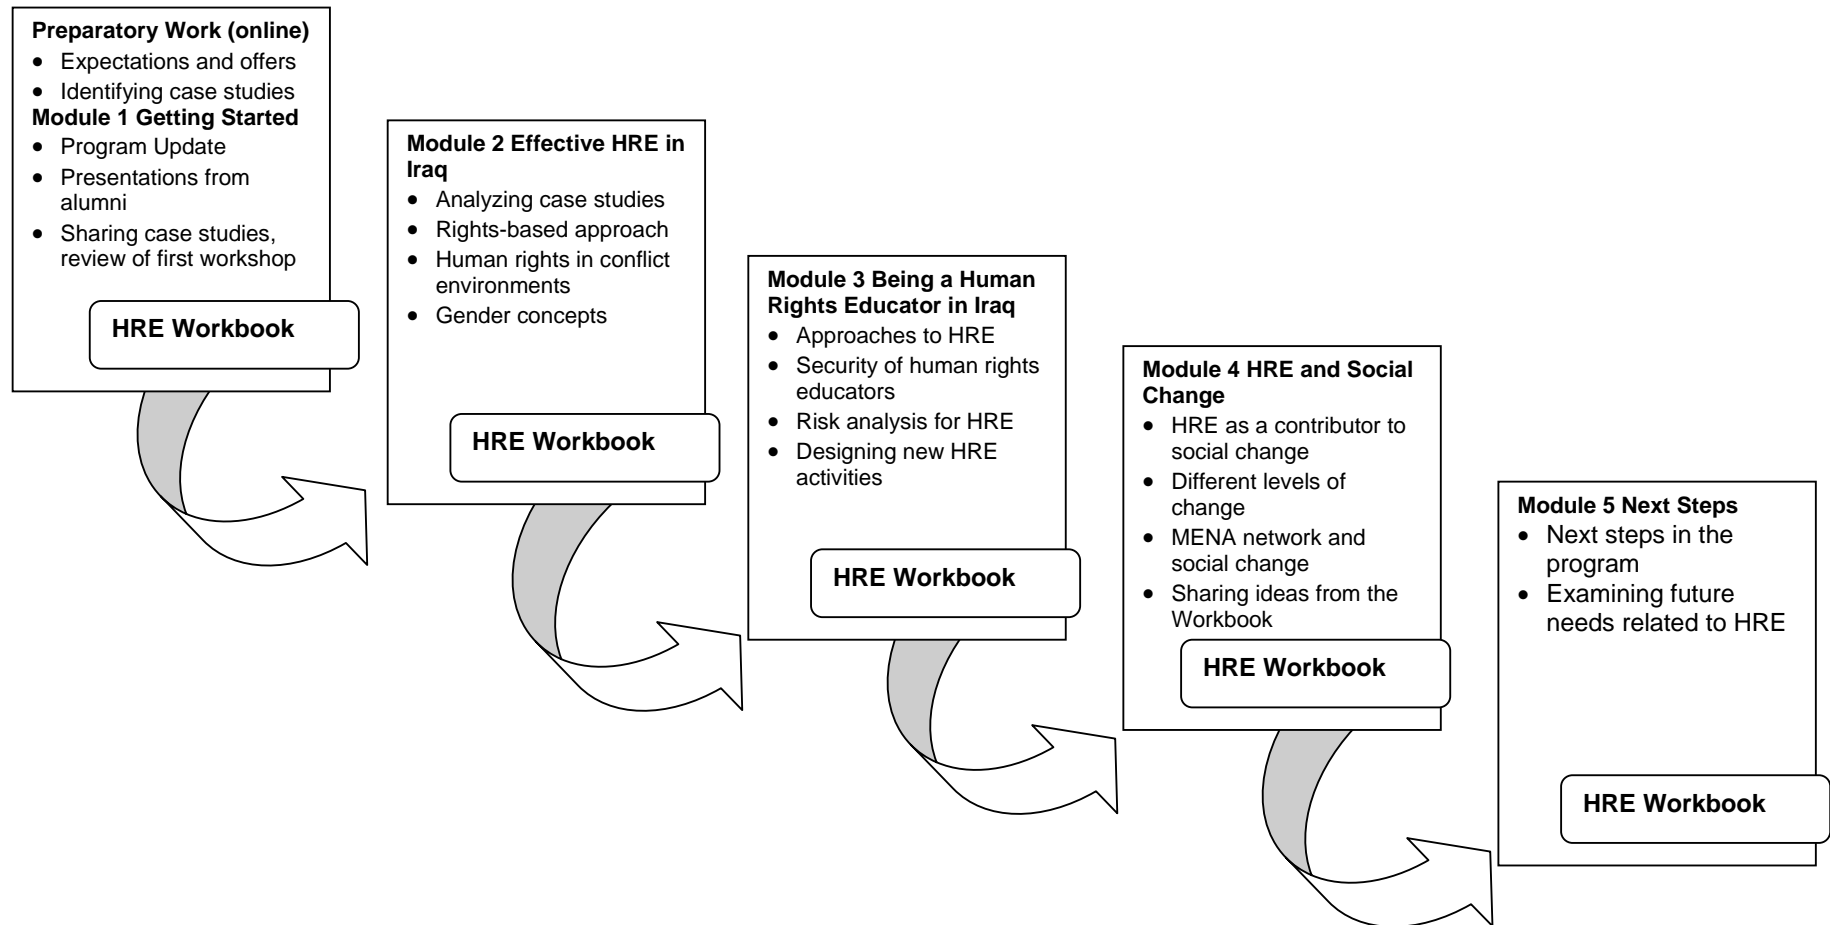 Preparatory Work (online)
• Expectations and offers
• Identifying case studies
Module 1 Getting Started
• Program Update
• Presentations from
alumni
• Sharing case studies,
review of first workshop
HRE Workbook
Module 2 Effective HRE in
Iraq
• Analyzing case studies
• Rights-based approach
• Human rights in conflict
environments
• Gender concepts
HRE Workbook
Module 3 Being a Human
Rights Educator in Iraq
• Approaches to HRE
• Security of human rights
educators
• Risk analysis for HRE
• Designing new HRE
activities
HRE Workbook
Module 4 HRE and Social
Change
• HRE as a contributor to
social change
• Different levels of
change
• MENA network and
social change
• Sharing ideas from the
Workbook
HRE Workbook
Module 5 Next Steps
• Next steps in the
program
• Examining future
needs related to HRE
HRE Workbook